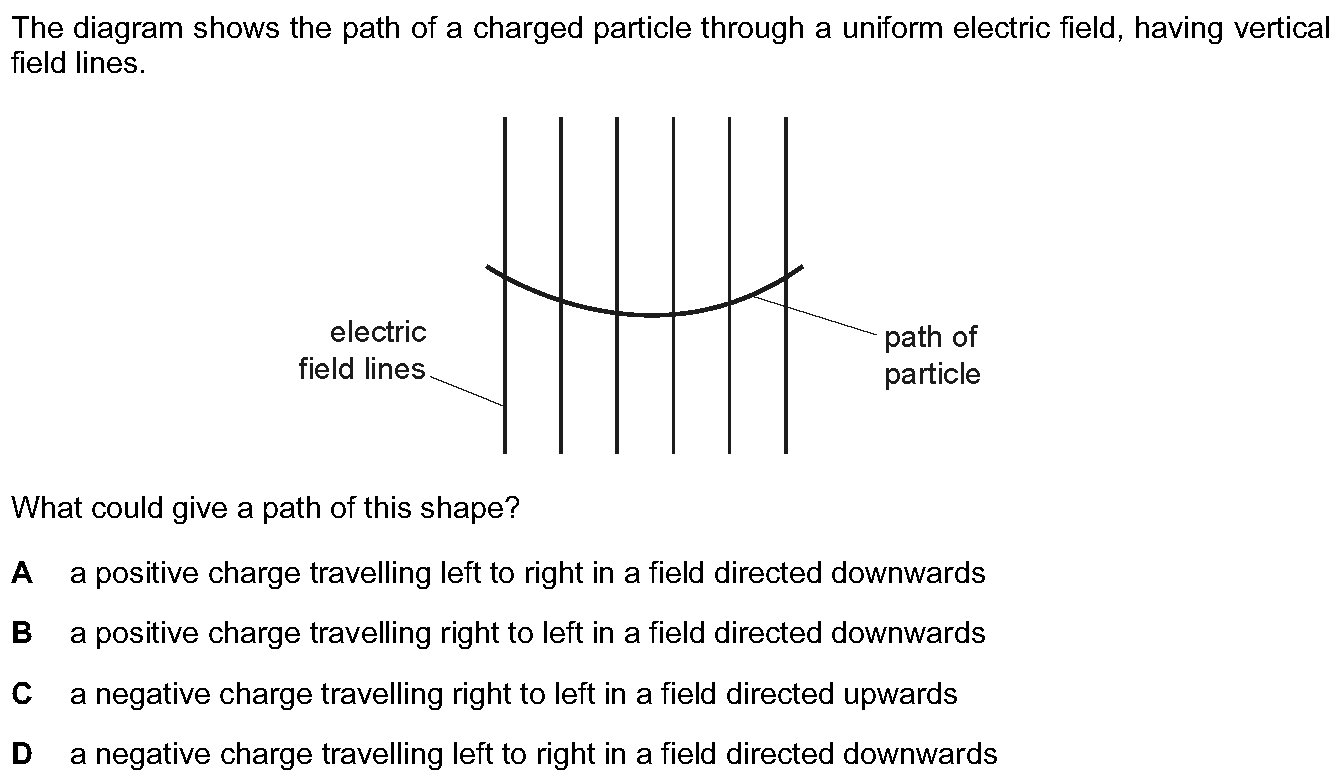 The diagram shows the path of a charged particle through a uniform electric field, having vertical
field lines.
electric
field lines
path of
particle
What could give a path of this shape?
A a positive charge travelling left to right in a field directed downwards
B a positive charge travelling right to left in a field directed downwards
C a negative charge travelling right to left in a field directed upwards
D a negative charge travelling left to right in a field directed downwards